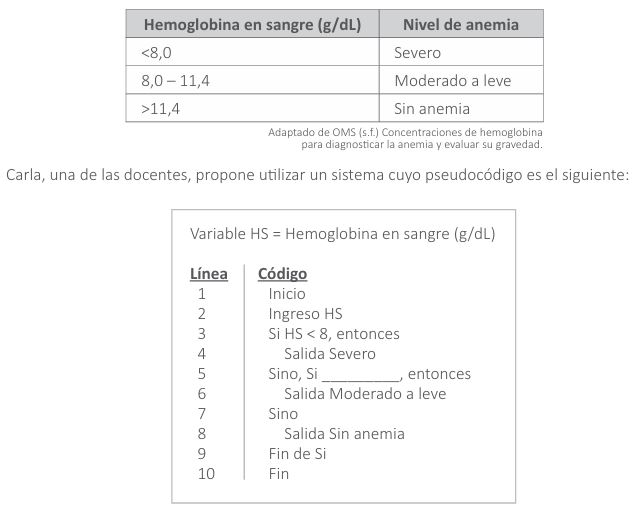 Hemoglobina en sangre (g/dL) Nivel de anemia
<8,0 Severo
8,0 – 11,4 Moderado a leve
>11,4 Sin anemia
Adaptado de OMS (s.f.) Concentraciones de hemoglobina
para diagnosticar la anemia y evaluar su gravedad.
Carla, una de las docentes, propone utilizar un sistema cuyo pseudocódigo es el siguiente:
Variable HS = Hemoglobina en sangre (g/dL)
Línea Código
1 Inicio
2 Ingreso HS
3 Si HS < 8, entonces
4 Salida Severo
5 Sino, Si _________, entonces
6 Salida Moderado a leve
7 Sino
8 Salida Sin anemia
9 Fin de Si
10 Fin